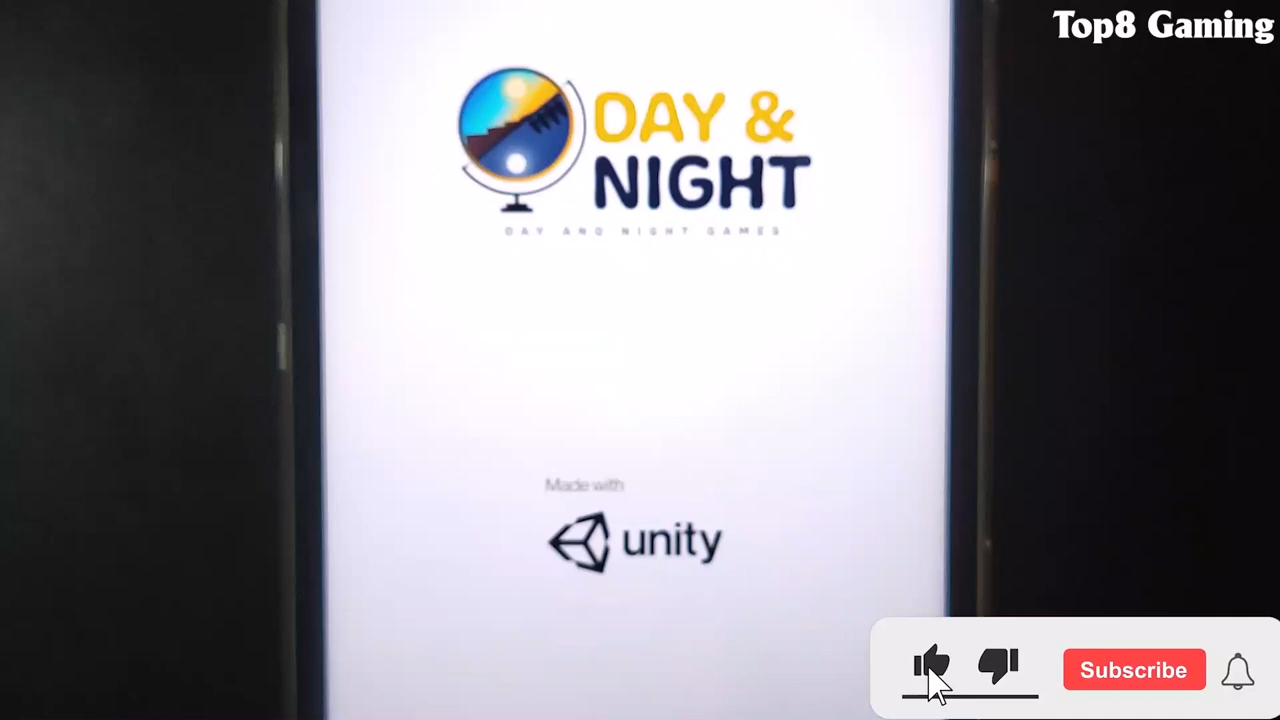 Top8 Gaming
DAY &
NIGHT
DAY AND NIGHT GAMES
Made with
unity
Subscribe